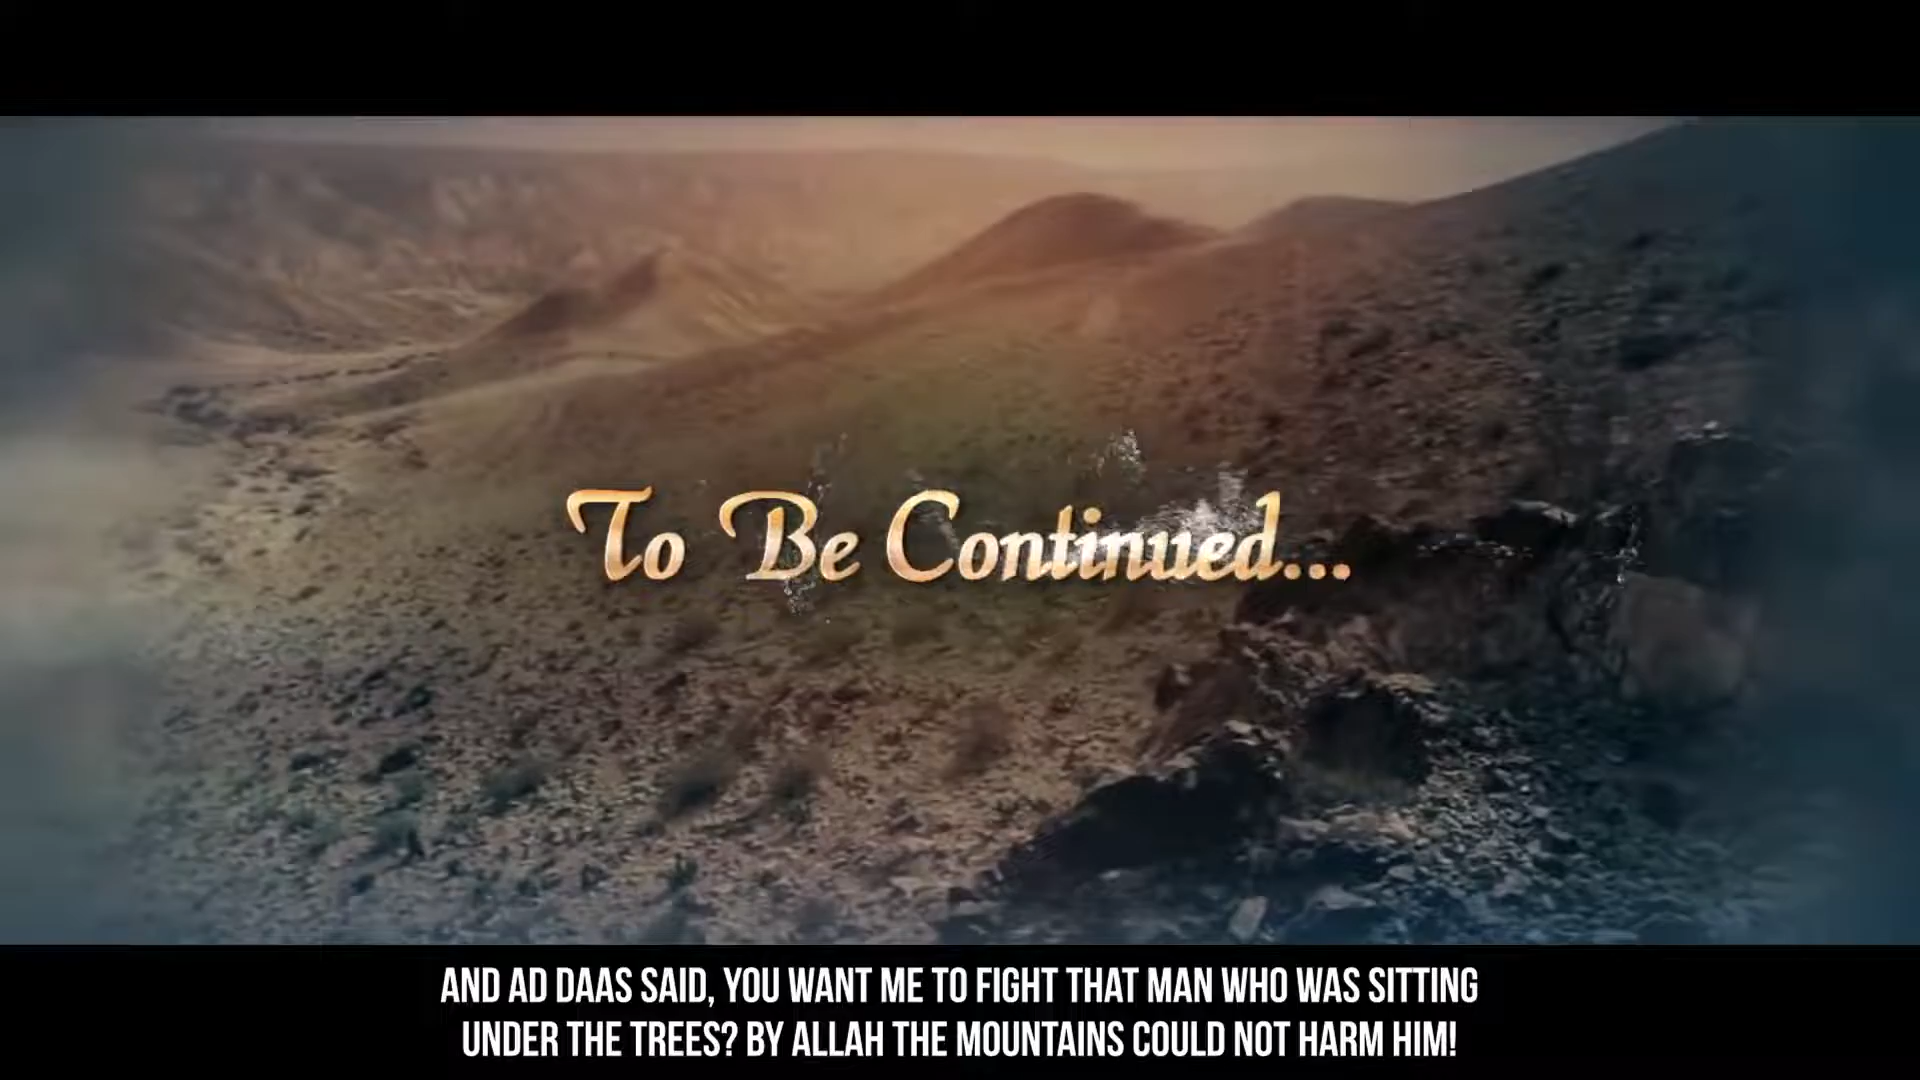 To Be Continued...
AND AD DAAS SAID, YOU WANT ME TO FIGHT THAT MAN WHO WAS SITTING
UNDER THE TREES? BY ALLAH THE MOUNTAINS COULD NOT HARM HIM!